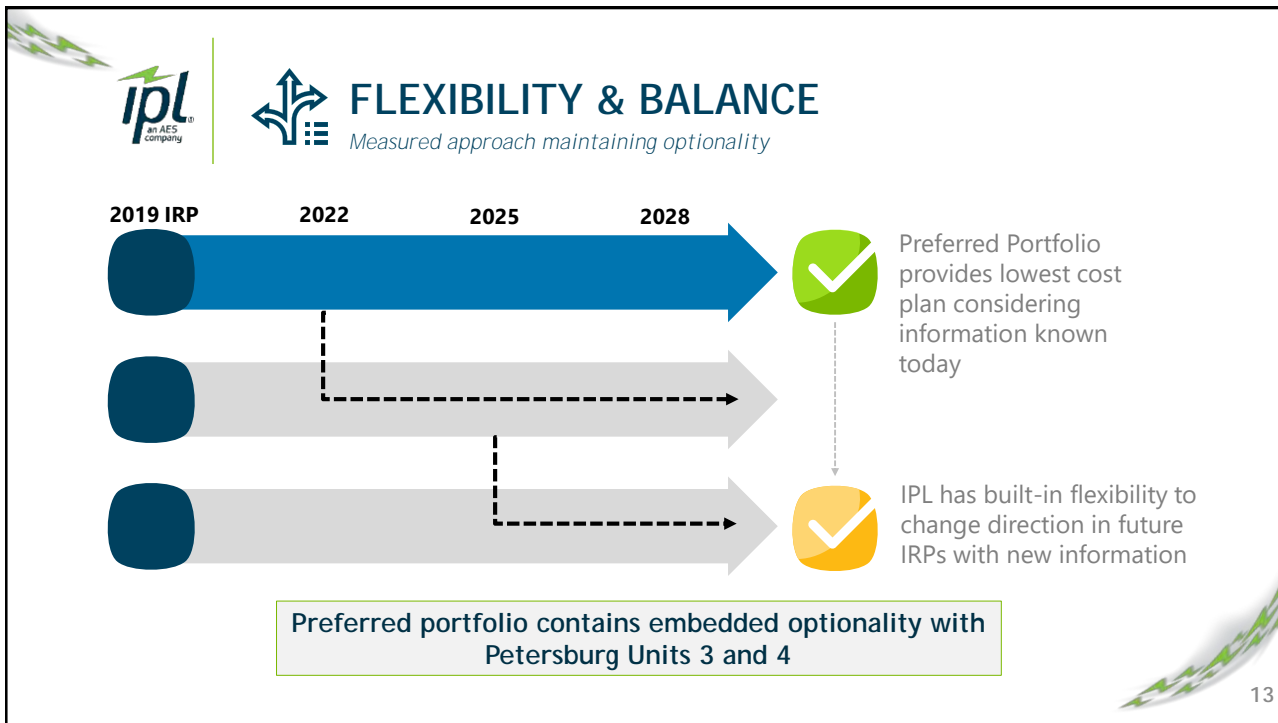 ipl
an AES
company
FLEXIBILITY & BALANCE
Measured approach maintaining optionality
2019 IRP 2022 2025 2028
Preferred Portfolio
provides lowest cost
plan considering
information known
today
IPL has built-in flexibility to
change direction in future
IRPs with new information
Preferred portfolio contains embedded optionality with
Petersburg Units 3 and 4
13